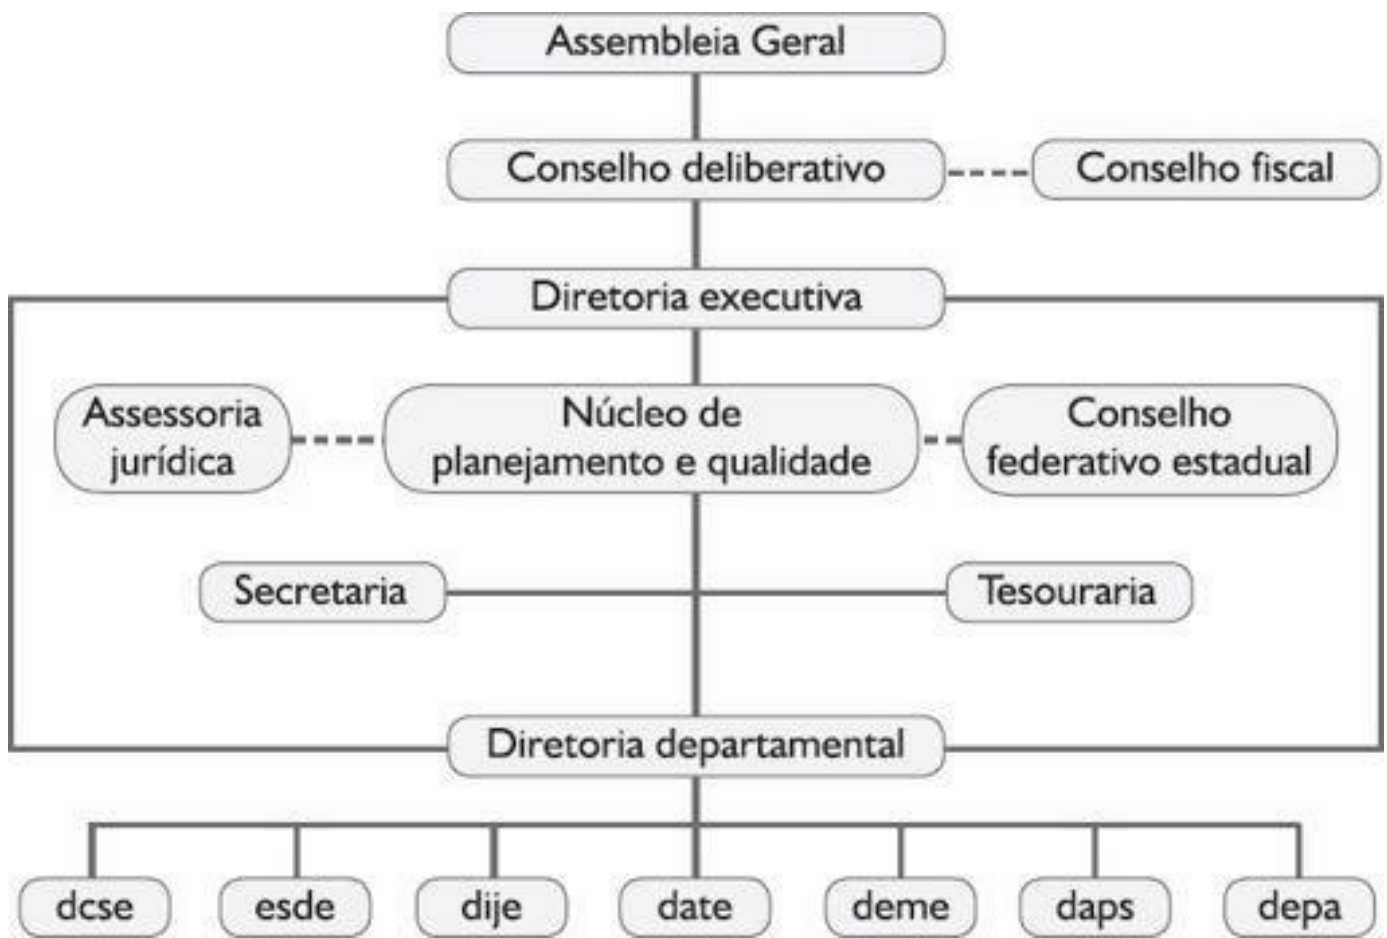 Assembleia Geral
Conselho deliberativo
Conselho fiscal
Diretoria executiva
Assessoria
jurídica
Núcleo de
planejamento e qualidade
Conselho
federativo estadual
Secretaria
Tesouraria
Diretoria departamental
dcse
esde
dije
date
deme
daps
depa